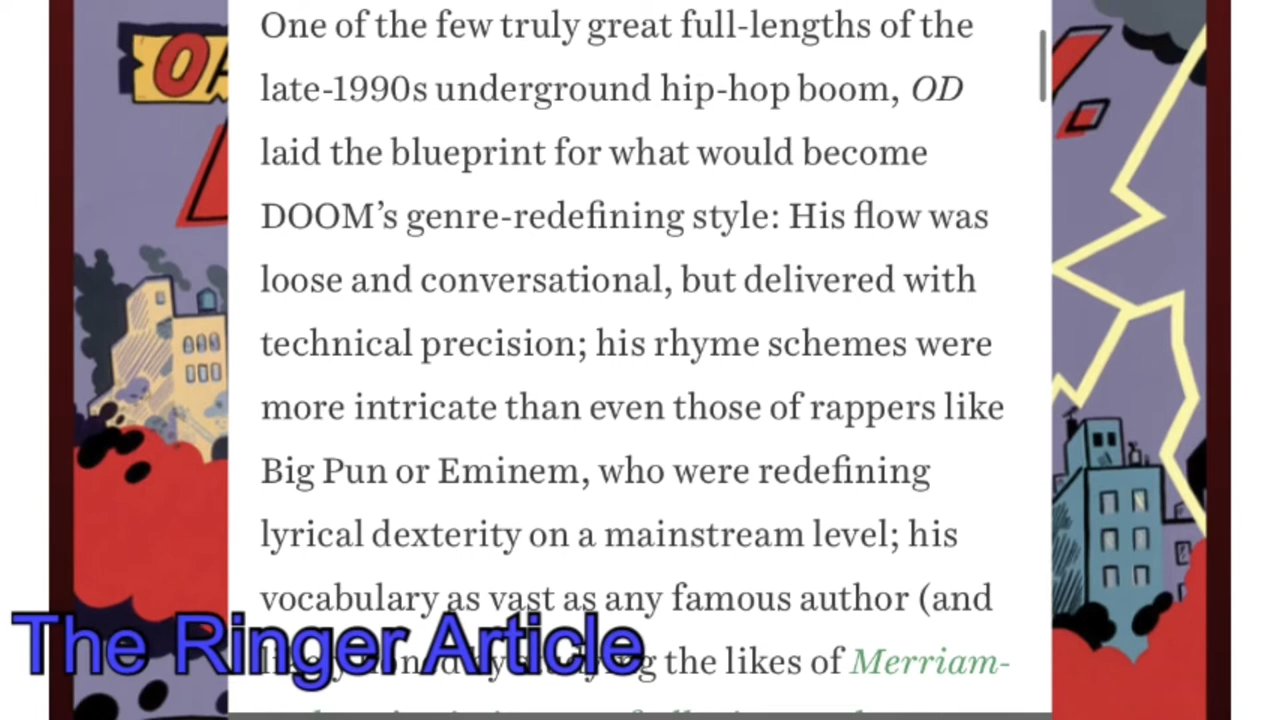 One of the few truly great full-lengths of the
late-1990s underground hip-hop boom, OD
laid the blueprint for what would become
DOOM’s genre-redefining style: His flow was
loose and conversational, but delivered with
technical precision; his rhyme schemes were
more intricate than even those of rappers like
Big Pun or Eminem, who were redefining
lyrical dexterity on a mainstream level; his
vocabulary as vast as any famous author (and
the likes of Merriam-
The Ringer Article